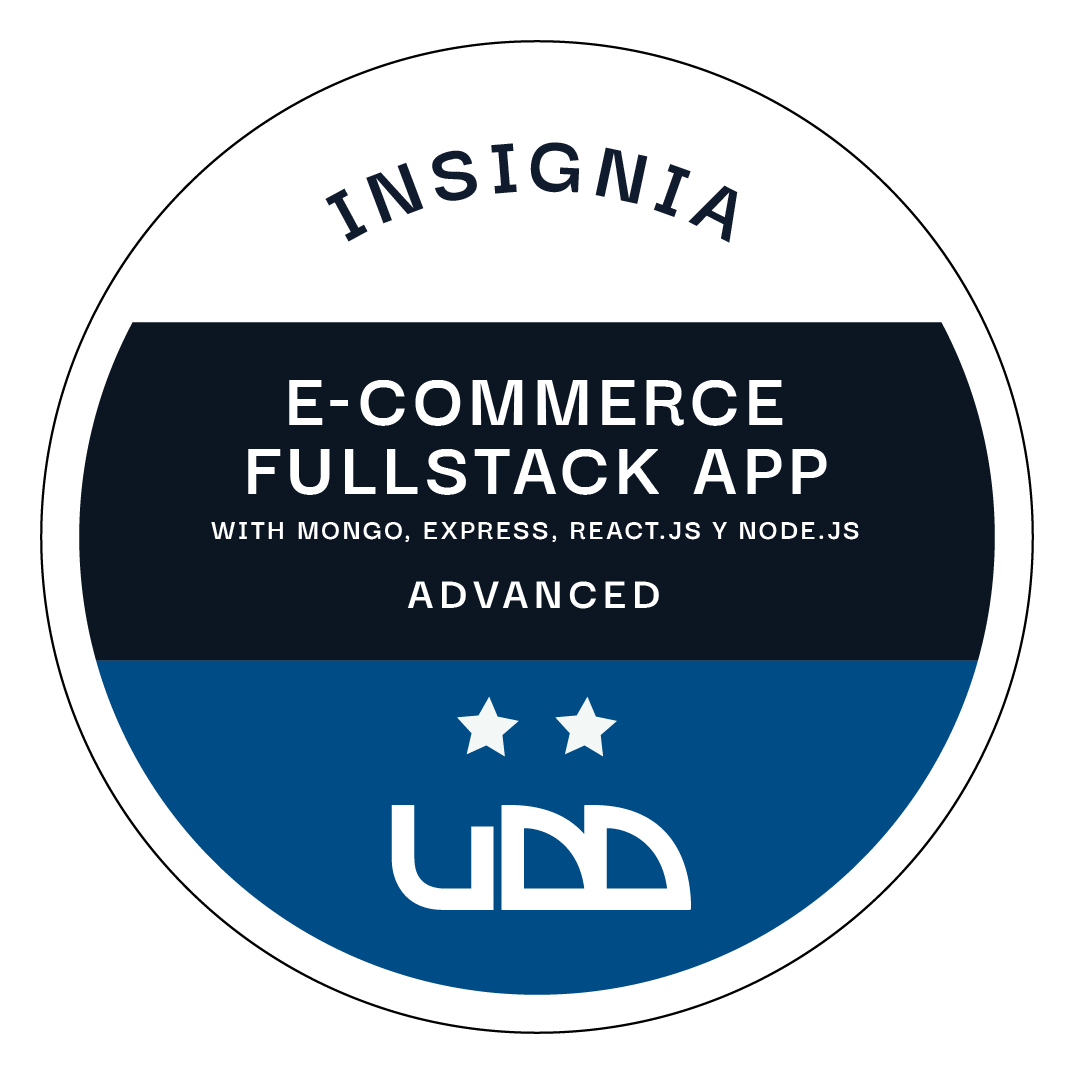 INSIGNIA
E-COMMERCE
FULLSTACK APP
WITH MONGO, EXPRESS, REACT.JS Y NODE.JS
ADVANCED
UDD